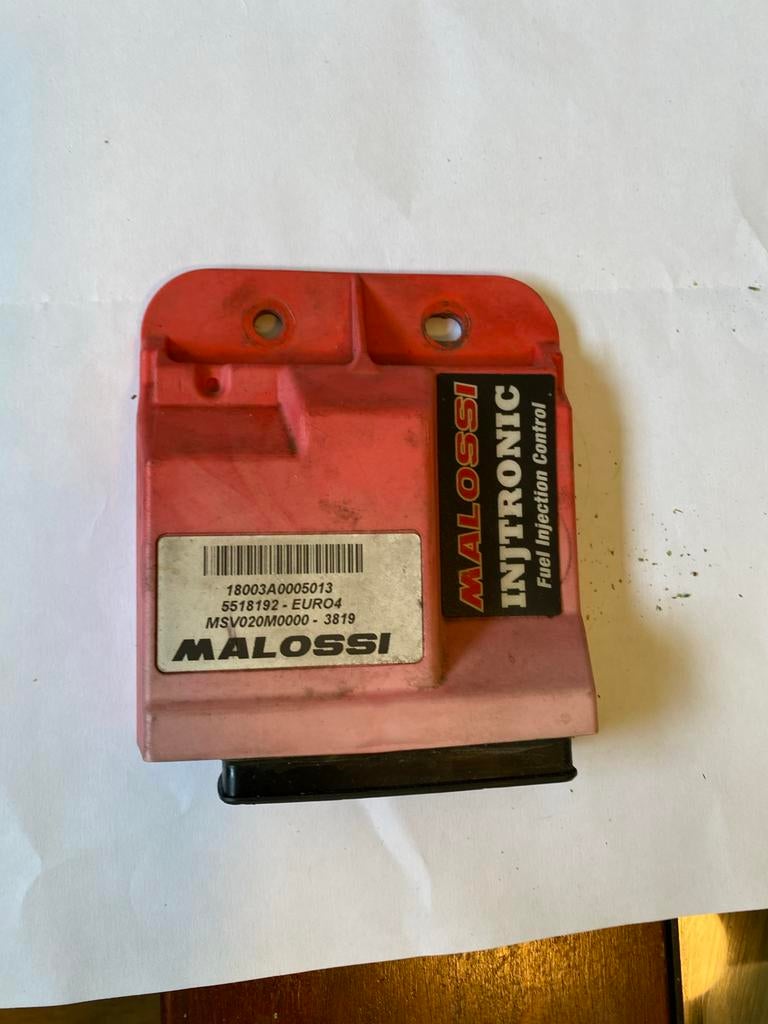 MALOSSI
INJTRONIC
Fuel Injection Control
18003A0005013
5518192 - EURO4
MSV020M0000 - 3819
MALOSSI